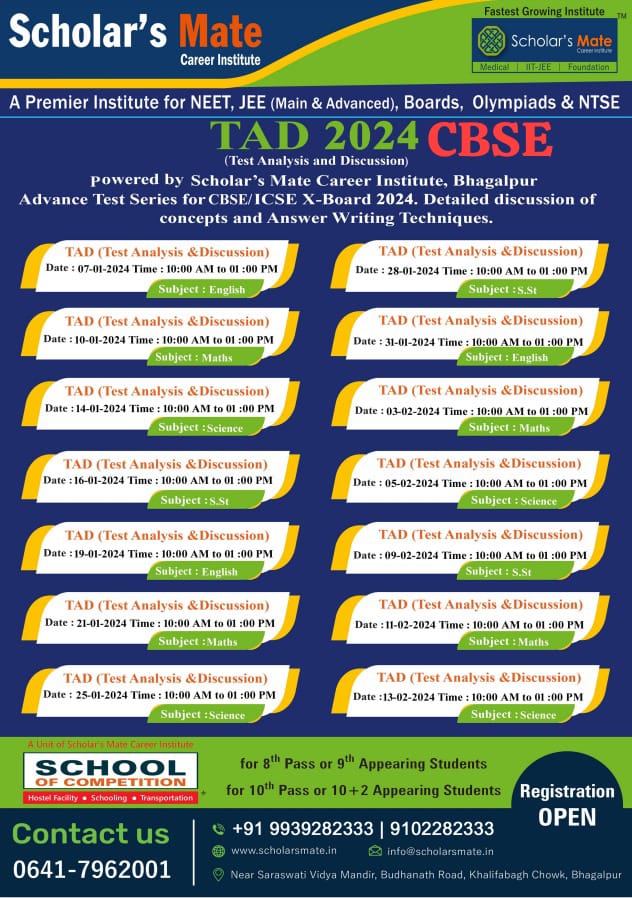 Scholar's Mate
Career Institute
Fastest Growing Institute
TM
Scholar's Mate
Career Institute
Medical | IIT-JEE | Foundation
A Premier Institute for NEET, JEE (Main & Advanced), Boards, Olympiads & NTSE
TAD 2024 CBSE
(Test Analysis and Discussion)
Powered by Scholar's Mate Career Institute, Bhagalpur
Advance Test Series for CBSE/ICSE X-Board 2024. Detailed discussion of
concepts and Answer Writing Techniques.
TAD (Test Analysis &Discussion)
Date : 07-01-2024 Time : 10:00 AM to 01 :00 PM
Subject : English
TAD (Test Analysis &Discussion)
Date : 10-01-2024 Time : 10:00 AM to 01 :00 PM
Subject : Maths
TAD (Test Analysis &Discussion)
Date : 14-01-2024 Time : 10:00 AM to 01 :00 PM
Subject :Science
TAD (Test Analysis &Discussion)
Date :16-01-2024 Time : 10:00 AM to 01 :00 PM
Subject : S.St
TAD (Test Analysis &Discussion)
Date :19-01-2024 Time : 10:00 AM to 01 :00 PM
Subject : English
TAD (Test Analysis &Discussion)
Date : 21-01-2024 Time : 10:00 AM to 01 :00 PM
Subject :Maths
TAD (Test Analysis &Discussion)
Date : 25-01-2024 Time : 10:00 AM to 01 :00 PM
Subject :Science
TAD (Test Analysis &Discussion)
Date : 28-01-2024 Time : 10:00 AM to 01 :00 PM
Subject : S.St
TAD (Test Analysis &Discussion)
Date : 31-01-2024 Time : 10:00 AM to 01 :00 PM
Subject : English
TAD (Test Analysis &Discussion)
Date : 03-02-2024 Time : 10:00 AM to 01 :00 PM
Subject : Maths
TAD (Test Analysis &Discussion)
Date : 05-02-2024 Time : 10:00 AM to 01 :00 PM
Subject : Science
TAD (Test Analysis &Discussion)
Date : 09-02-2024 Time : 10:00 AM to 01 :00 PM
Subject : S.St
TAD (Test Analysis &Discussion)
Date :11-02-2024 Time : 10:00 AM to 01 :00 PM
Subject :Maths
TAD (Test Analysis &Discussion)
Date :13-02-2024 Time : 10:00 AM to 01 :00 PM
Subject :Science
A Unit of Scholar's Mate Career Institute
SCHOOL
OF COMPETITION
Hostel Facility • Schooling • Transportation
for 8th Pass or 9th Appearing Students
for 10th Pass or 10+2 Appearing Students
Registration
OPEN
Contact us
0641-7962001
+91 9939282333 | 9102282333
www.scholarsmate.in
info@scholarsmate.in
Near Saraswati Vidya Mandir, Budhanath Road, Khalifabagh Chowk, Bhagalpur